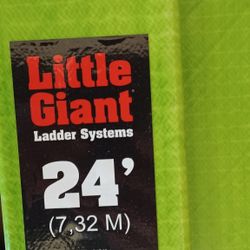 Little
Giant®
Ladder Systems
24’
(7,32 M)